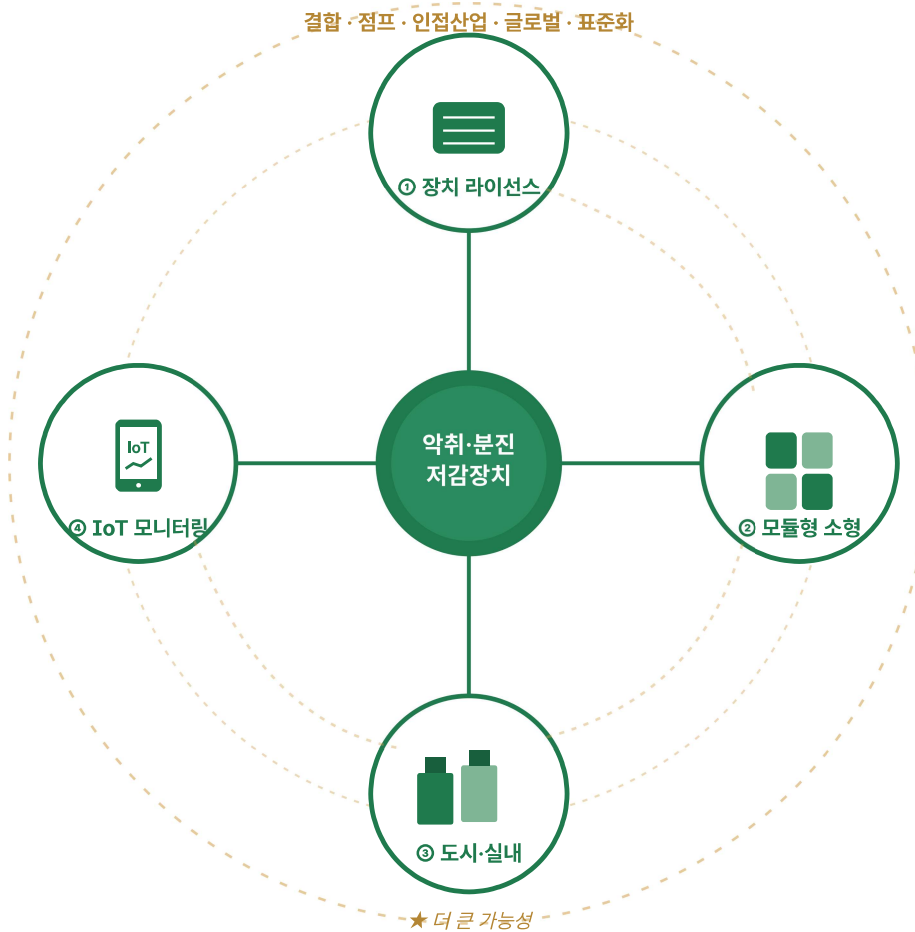 결합 · 점프 · 인접산업 · 글로벌 · 표준화
① 장치 라이선스
악취·분진
저감장치
IoT
④ IoT 모니터링
② 모듈형 소형
③ 도시·실내
★ 더 큰 가능성